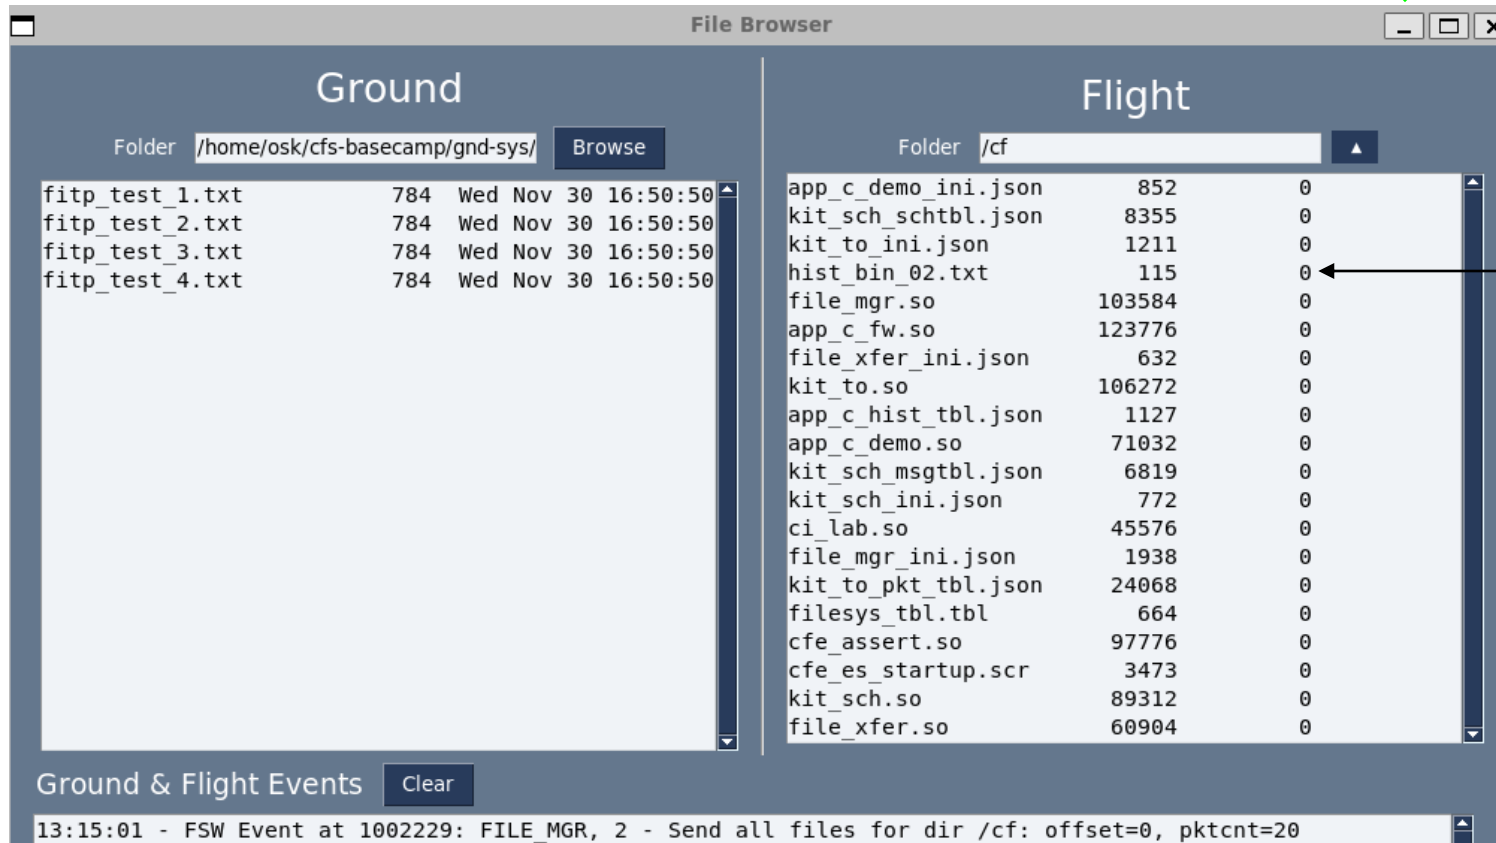 File Browser
Ground
Folder /home/osk/cfs-basecamp/gnd-sys/ Browse
fitp_test_1.txt 784 Wed Nov 30 16:50:50
fitp_test_2.txt 784 Wed Nov 30 16:50:50
fitp_test_3.txt 784 Wed Nov 30 16:50:50
fitp_test_4.txt 784 Wed Nov 30 16:50:50
Flight
Folder /cf ▲
app_c_demo_ini.json 852 0
kit_sch_schtbl.json 8355 0
kit_to_ini.json 1211 0
hist_bin_02.txt 115 0
file_mgr.so 103584 0
app_c_fw.so 123776 0
file_xfer_ini.json 632 0
kit_to.so 106272 0
app_c_hist_tbl.json 1127 0
app_c_demo.so 71032 0
kit_sch_msgtbl.json 6819 0
kit_sch_ini.json 772 0
ci_lab.so 45576 0
file_mgr_ini.json 1938 0
kit_to_pkt_tbl.json 24068 0
filesys_tbl.tbl 664 0
cfe_assert.so 97776 0
cfe_es_startup.scr 3473 0
kit_sch.so 89312 0
file_xfer.so 60904 0
Ground & Flight Events Clear
13:15:01 - FSW Event at 1002229: FILE_MGR, 2 - Send all files for dir /cf: offset=0, pktcnt=20